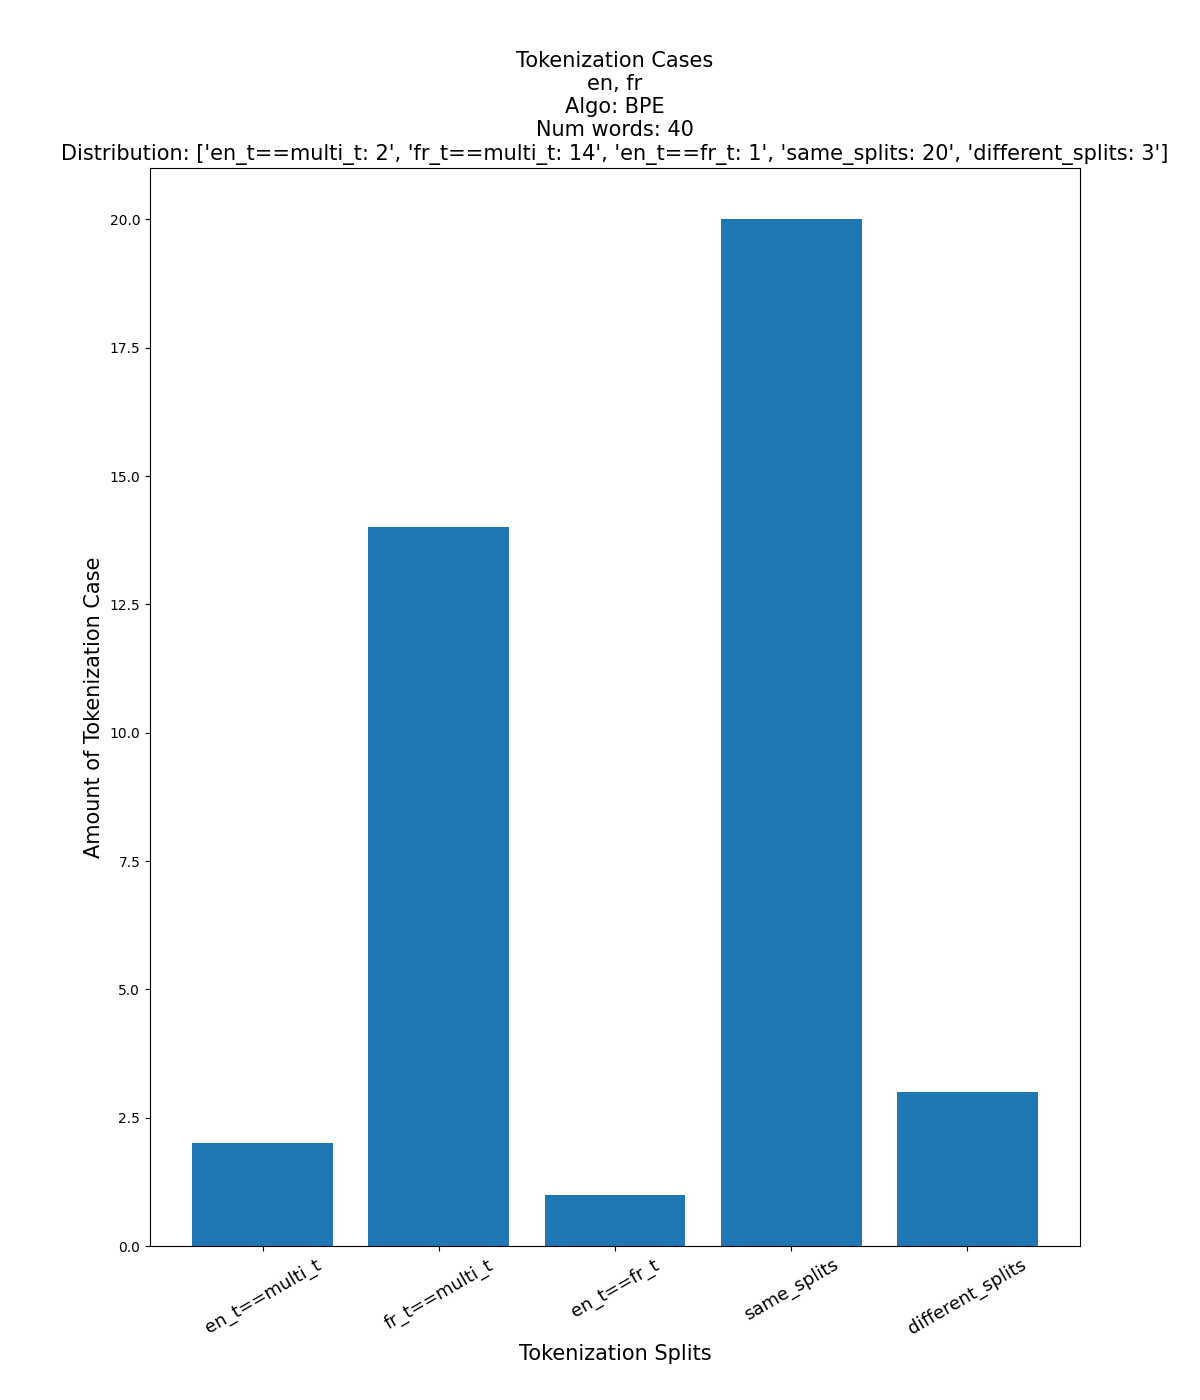 Tokenization Cases
en, fr
Algo: BPE
Num words: 40
Distribution: ['en_t==multi_t: 2', 'fr_t==multi_t: 14', 'en_t==fr_t: 1', 'same_splits: 20', 'different_splits: 3']
Amount of Tokenization Case
20.0
17.5
15.0
12.5
10.0
7.5
5.0
2.5
0.0
en_t==multi_t
fr_t==multi_t
en_t==fr_t
same_splits
different_splits
Tokenization Splits